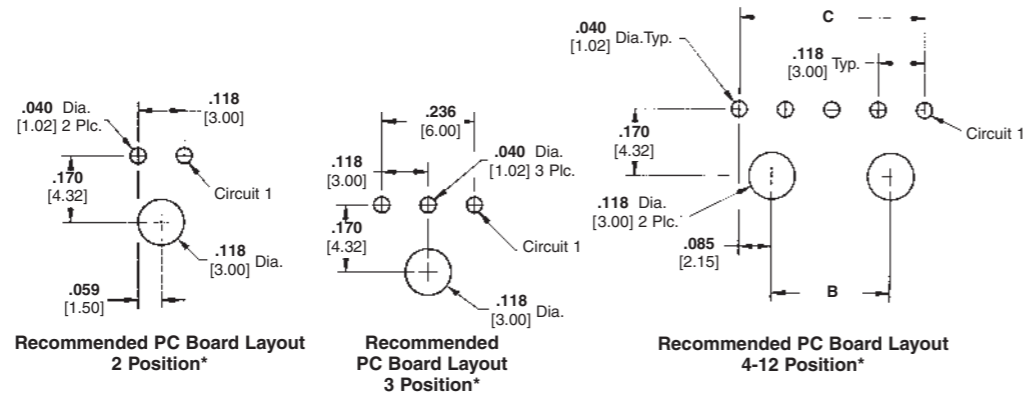 .040 Dia.
[1.02] 2 Plc.
.118
[3.00]
.170
[4.32]
Circuit 1
.118
[3.00] Dia.
.059
[1.50]
Recommended PC Board Layout
2 Position*
.236
[6.00]
.118
[3.00]
.040 Dia.
[1.02] 3 Plc.
.170
[4.32]
Circuit 1
.118
[3.00] Dia.
Recommended
PC Board Layout
3 Position*
C
.040
[1.02] Dia.Typ.
.118
[3.00] Typ.
Circuit 1
.170
[4.32]
.118 Dia.
[3.00] 2 Plc.
.085
[2.15]
B
Recommended PC Board Layout
4-12 Position*